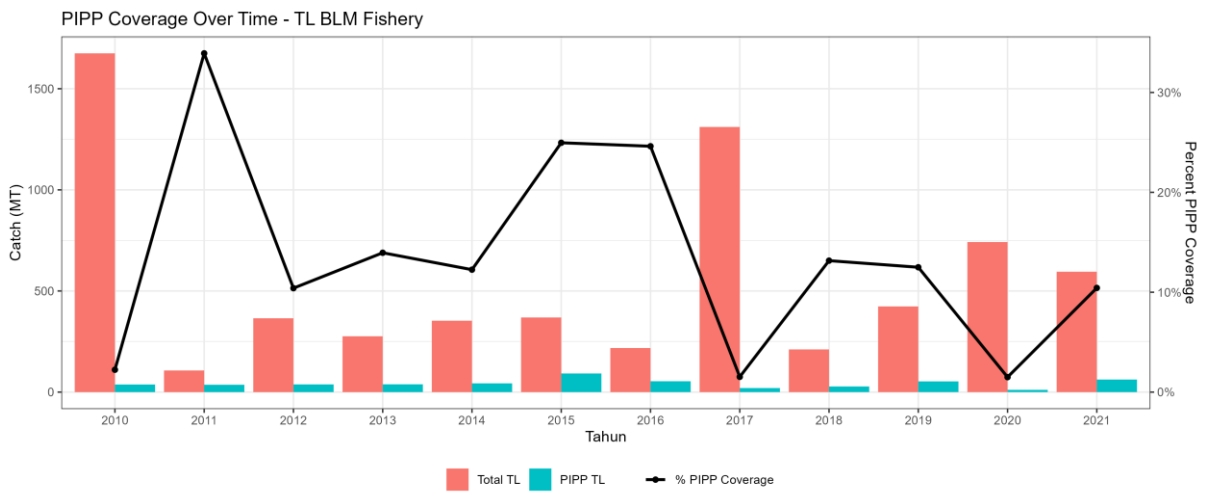 PIPP Coverage Over Time - TL BLM Fishery
Catch (MT)
1500
1000
500
0
30%
20%
10%
0%
Percent PIPP Coverage
2010 2011 2012 2013 2014 2015 2016 2017 2018 2019 2020 2021
Tahun
Total TL PIPP TL % PIPP Coverage